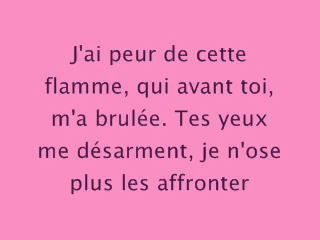 J'ai peur de cette
flamme, qui avant toi,
m'a brulée. Tes yeux
me désarment, je n'ose
plus les affronter